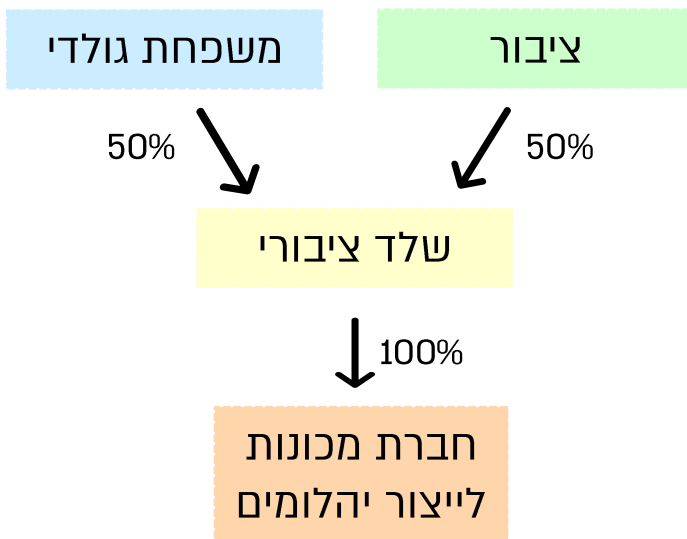 ציבור
משפחת גולדי
50%
50%
שלד ציבורי
100%
חברת מכונות
לייצור יהלומים